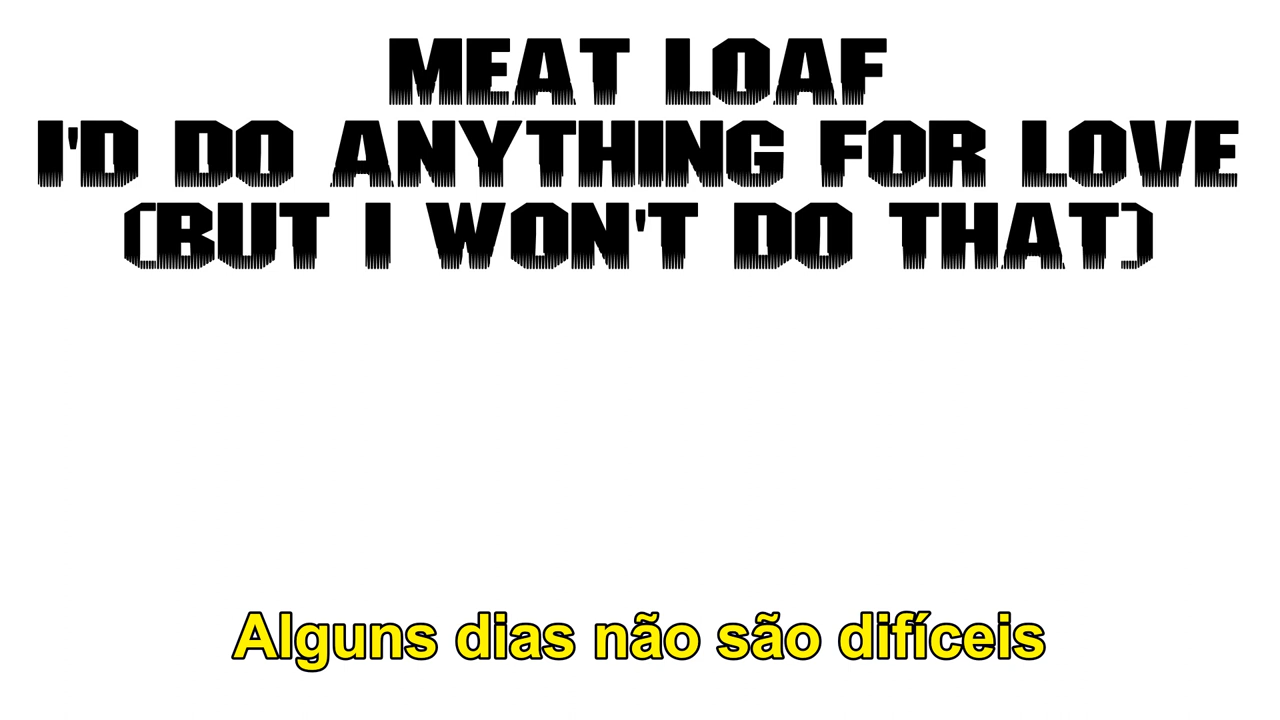 MEAT LOAF
I'D DO ANYTHING FOR LOVE
(BUT I WON'T DO THAT)
Alguns dias não são difíceis